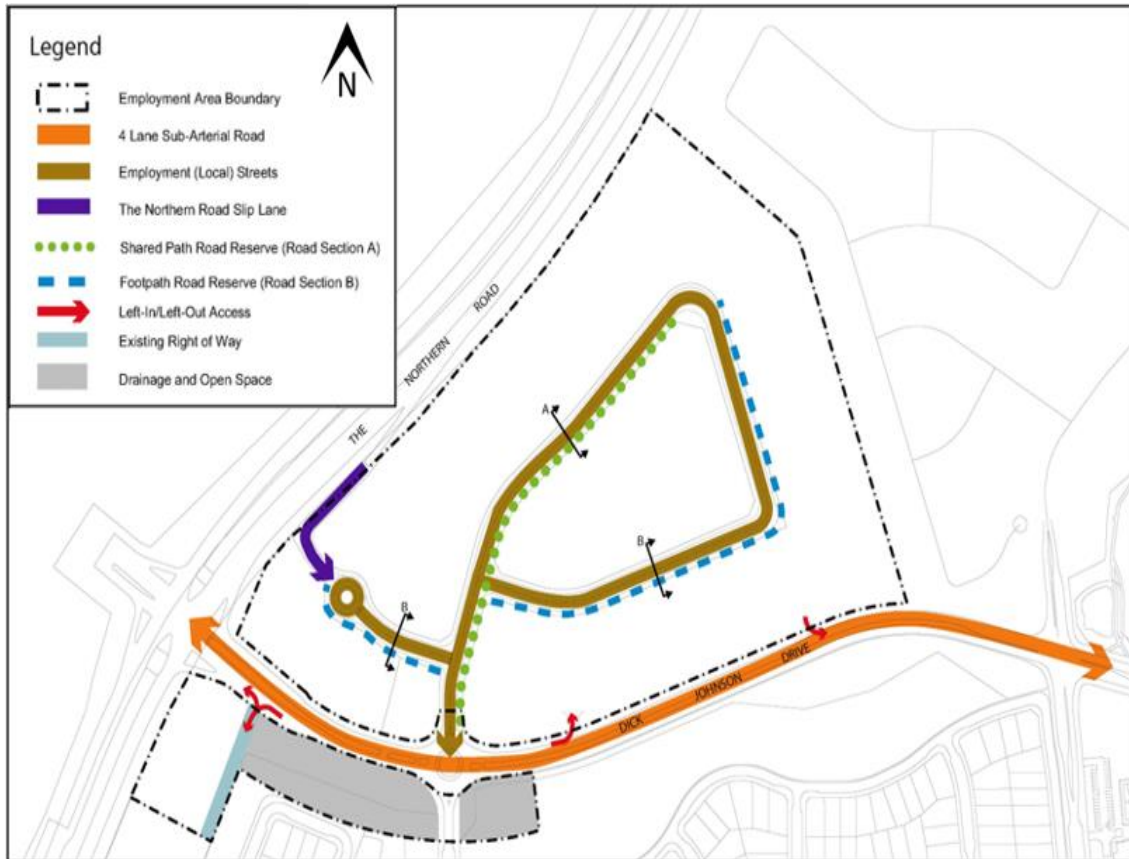 Legend
N
Employment Area Boundary
4 Lane Sub-Arterial Road
Employment (Local) Streets
The Northern Road Slip Lane
Shared Path Road Reserve (Road Section A)
Footpath Road Reserve (Road Section B)
Left-In/Left-Out Access
Existing Right of Way
Drainage and Open Space
THE NORTHERN ROAD
A
B
B
DICK JOHNSON DRIVE